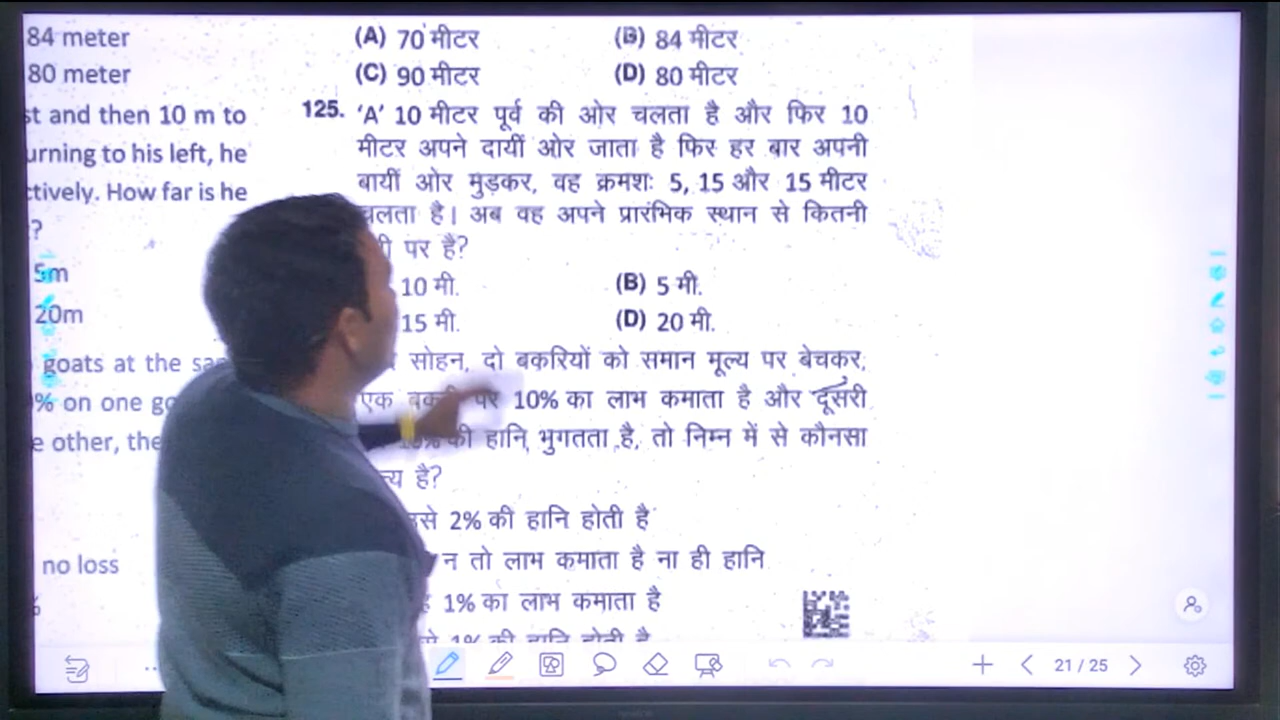 84 meter
80 meter
st and then 10 m to
urning to his left, he
ctively. How far is he
?
5m
20m
goats at the sa
% on one go
e other, the
no loss
%
(A) 70 मीटर (B) 84 मीटर
(C) 90 मीटर (D) 80 मीटर
125. ‘A’ 10 मीटर पूर्व की ओर चलता है और फिर 10
मीटर अपने दायीं ओर जाता है फिर हर बार अपनी
बायीं ओर मुड़कर, वह क्रमशः 5, 15 और 15 मीटर
चलता है। अब वह अपने प्रारंभिक स्थान से कितनी
पर है?
10 मी. (B) 5 मी.
15 मी. (D) 20 मी.
सोहन, दो बकरियों को समान मूल्य पर बेचकर,
एक बकरी पर 10% का लाभ कमाता है और दूसरी
की हानि भुगतता है, तो निम्न में से कौनसा
है?
से 2% की हानि होती है
न तो लाभ कमाता है ना ही हानि
1% का लाभ कमाता है
1% की हानि होती है
21 / 25